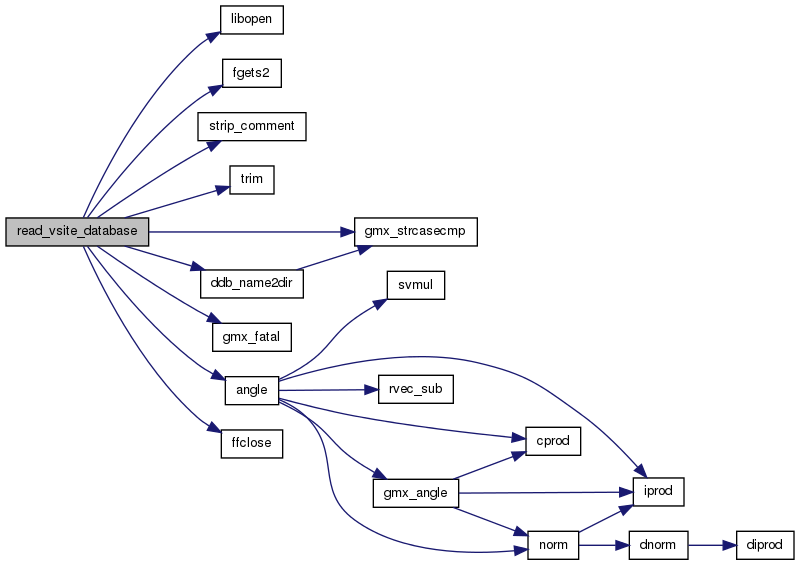 libopen
fgets2
strip_comment
trim
read_vsite_database
gmx_strcasecmp
ddb_name2dir
svmul
gmx_fatal
angle
rvec_sub
ffclose
cprod
gmx_angle
iprod
norm
dnorm
diprod